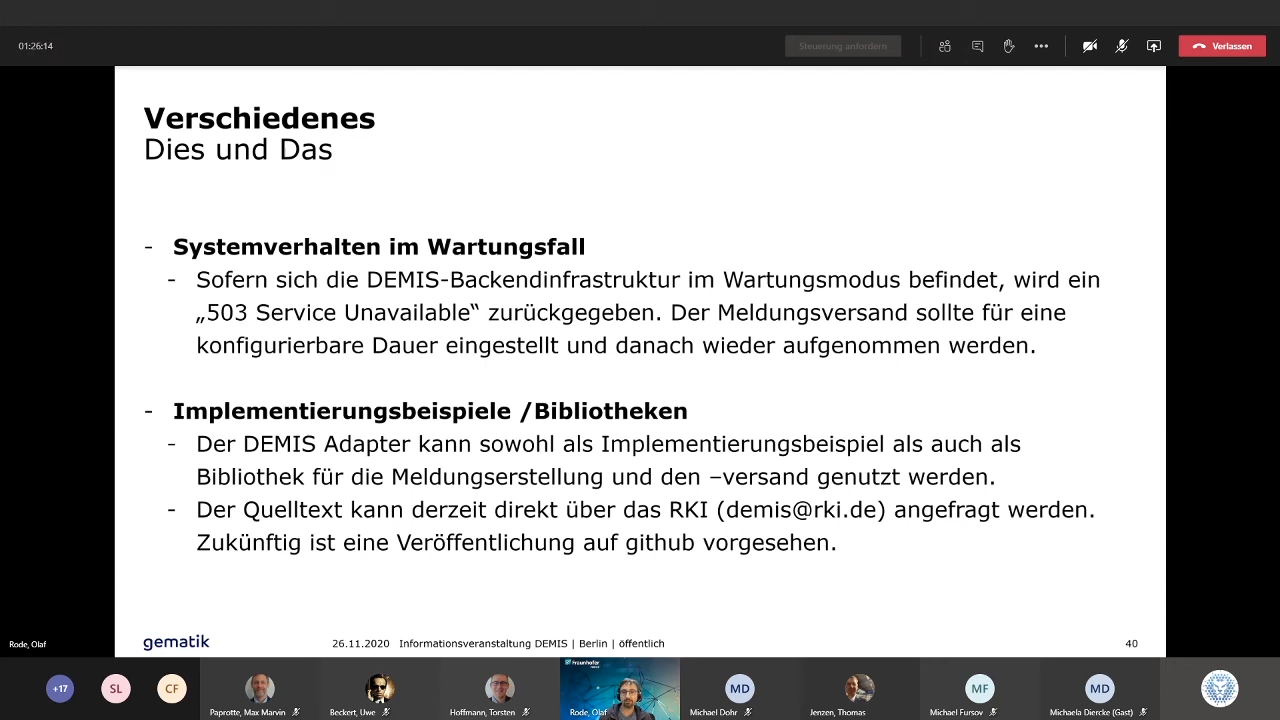 01:26:14
Steuerung anfordern
Verlassen
Verschiedenes
Dies und Das
- Systemverhalten im Wartungsfall
- Sofern sich die DEMIS-Backendinfrastruktur im Wartungsmodus befindet, wird ein
„503 Service Unavailable“ zurückgegeben. Der Meldungsversand sollte für eine
konfigurierbare Dauer eingestellt und danach wieder aufgenommen werden.
- Implementierungsbeispiele /Bibliotheken
- Der DEMIS Adapter kann sowohl als Implementierungsbeispiel als auch als
Bibliothek für die Meldungserstellung und den –versand genutzt werden.
- Der Quelltext kann derzeit direkt über das RKI (demis@rki.de) angefragt werden.
Zukünftig ist eine Veröffentlichung auf github vorgesehen.
Rode, Olaf
gematik
26.11.2020 Informationsveranstaltung DEMIS | Berlin | öffentlich
40
+17
SL
CF
Fraunhofer
MD
MF
MD
Paprotte, Max Marvin
Beckert, Uwe
Hoffmann, Torsten
Rode, Olaf
Michael Dohr
Jenzen, Thomas
Michael Fursov
Michaela Diercke (Gast)